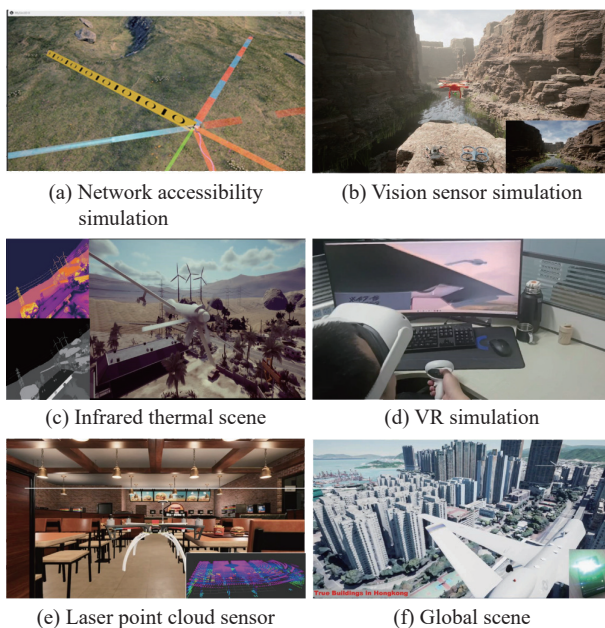 (a) Network accessibility
simulation
(b) Vision sensor simulation
(c) Infrared thermal scene
(d) VR simulation
(e) Laser point cloud sensor
True Buildings in Hongkong
(f) Global scene